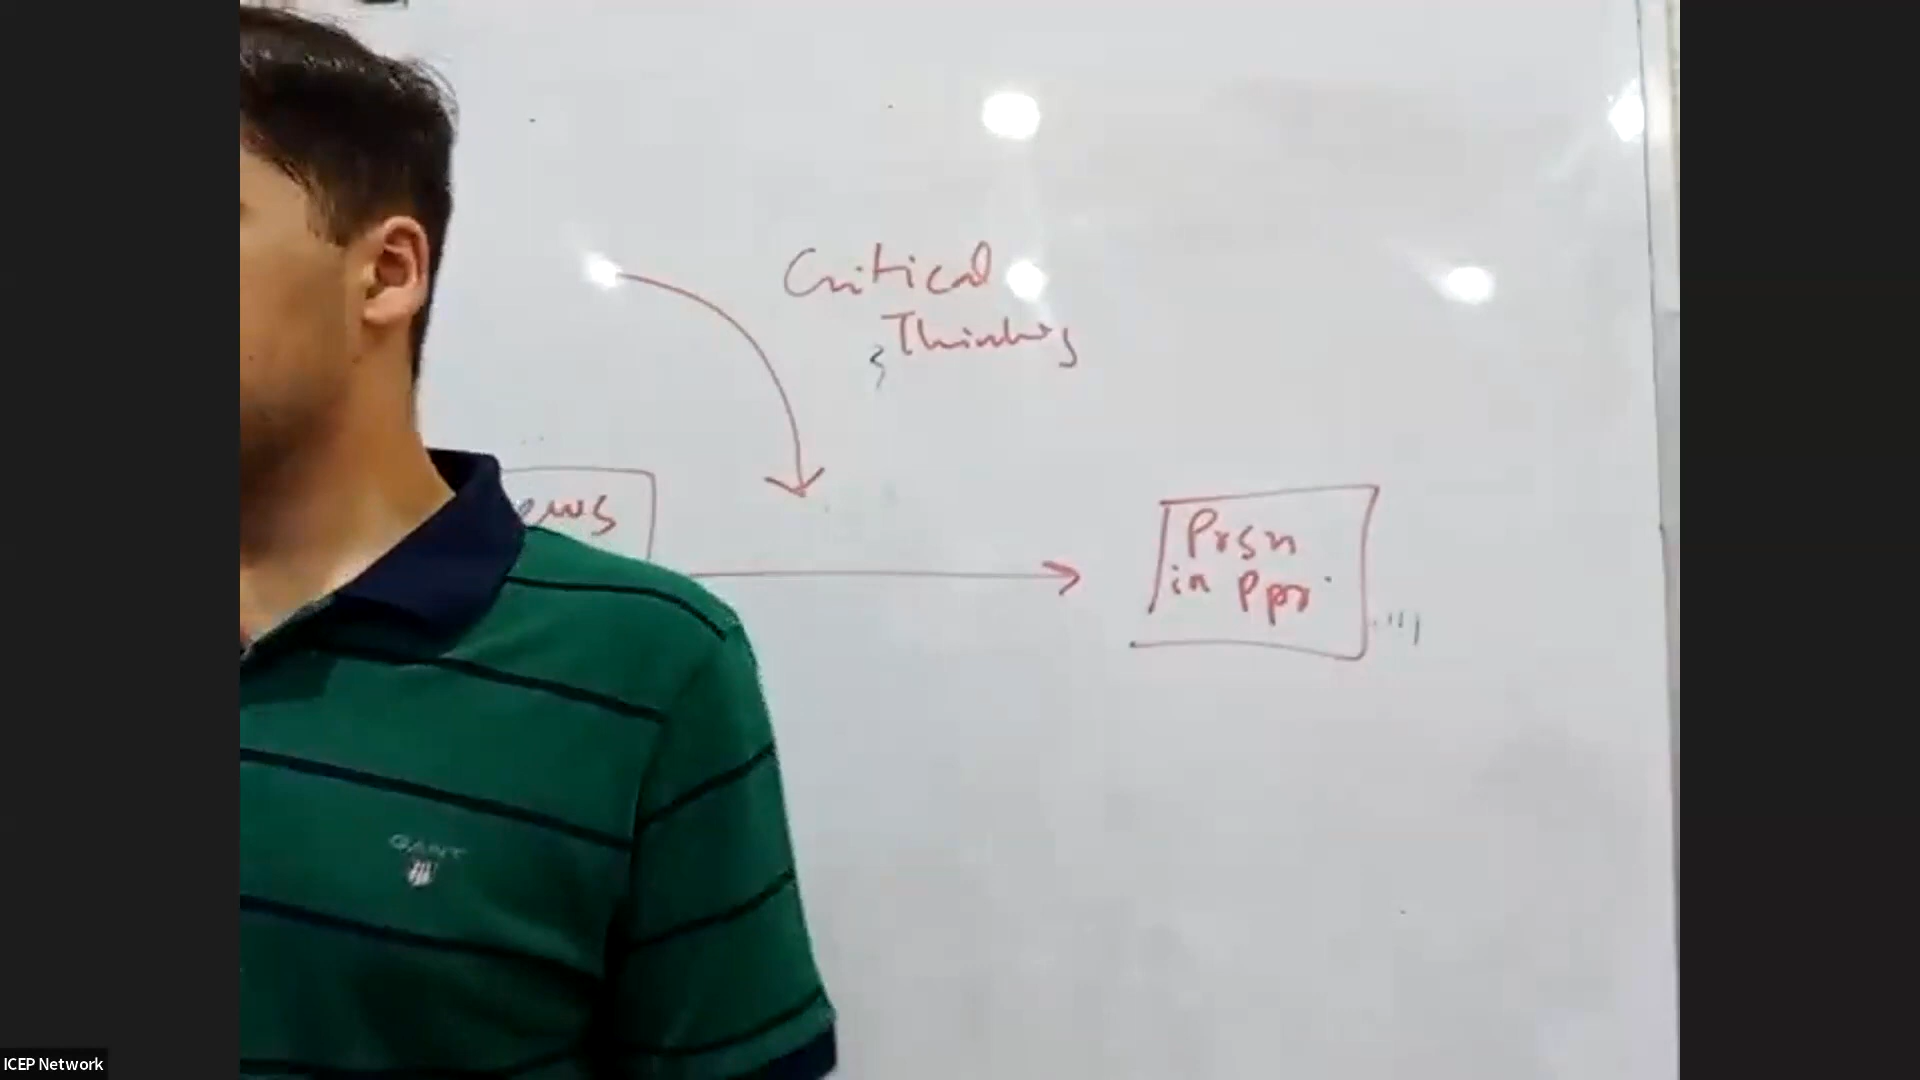 Critical
Thinking
ews
Prsn
in Ppr
GANT
ICEP Network